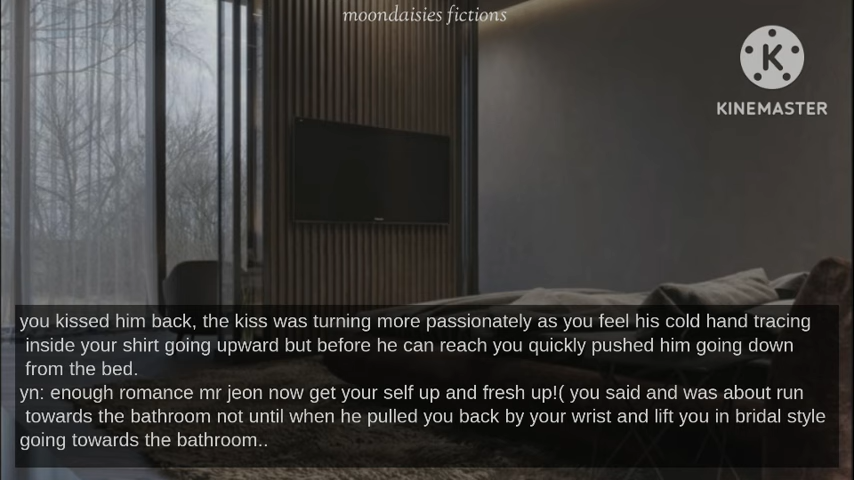 moondaisies fictions
KINEMASTER
you kissed him back, the kiss was turning more passionately as you feel his cold hand tracing
inside your shirt going upward but before he can reach you quickly pushed him going down
from the bed.
yn: enough romance mr jeon now get your self up and fresh up!( you said and was about run
towards the bathroom not until when he pulled you back by your wrist and lift you in bridal style
going towards the bathroom..